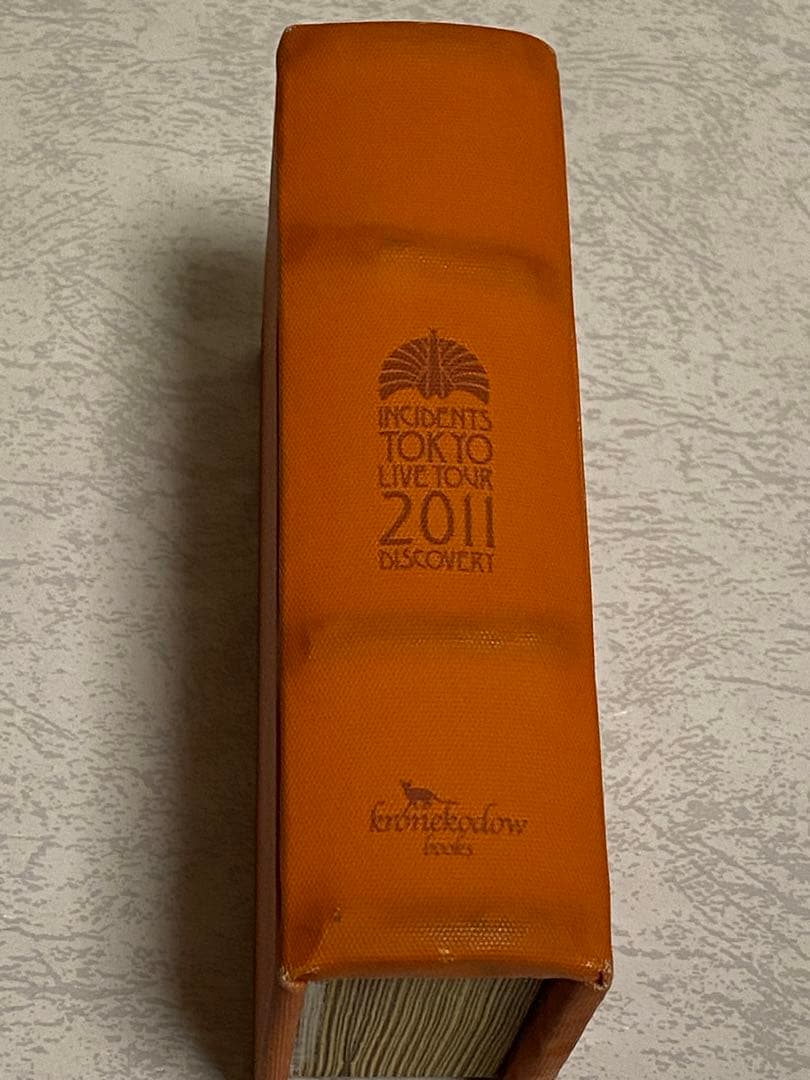 INCIDENTS
TOKYO
LIVE TOUR
2011
DISCOVERY
kronekodow
books